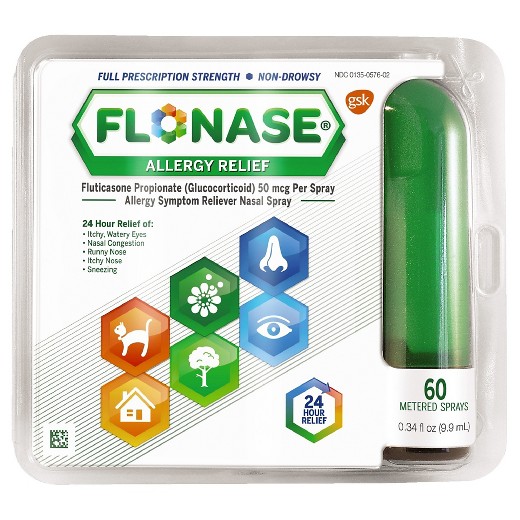 FULL PRESCRIPTION STRENGTH • NON-DROWSY
NDC 0135-0576-02
gsk
FLONASE®
ALLERGY RELIEF
Fluticasone Propionate (Glucocorticoid) 50 mcg Per Spray
Allergy Symptom Reliever Nasal Spray
24 Hour Relief of:
• Itchy, Watery Eyes
• Nasal Congestion
• Runny Nose
• Itchy Nose
• Sneezing
24
HOUR
RELIEF
60
METERED SPRAYS
0.34 fl oz (9.9 mL)